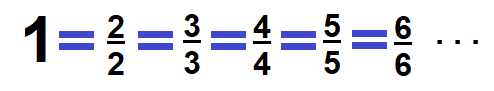 1 = 2/2 = 3/3 = 4/4 = 5/5 = 6/6 ...